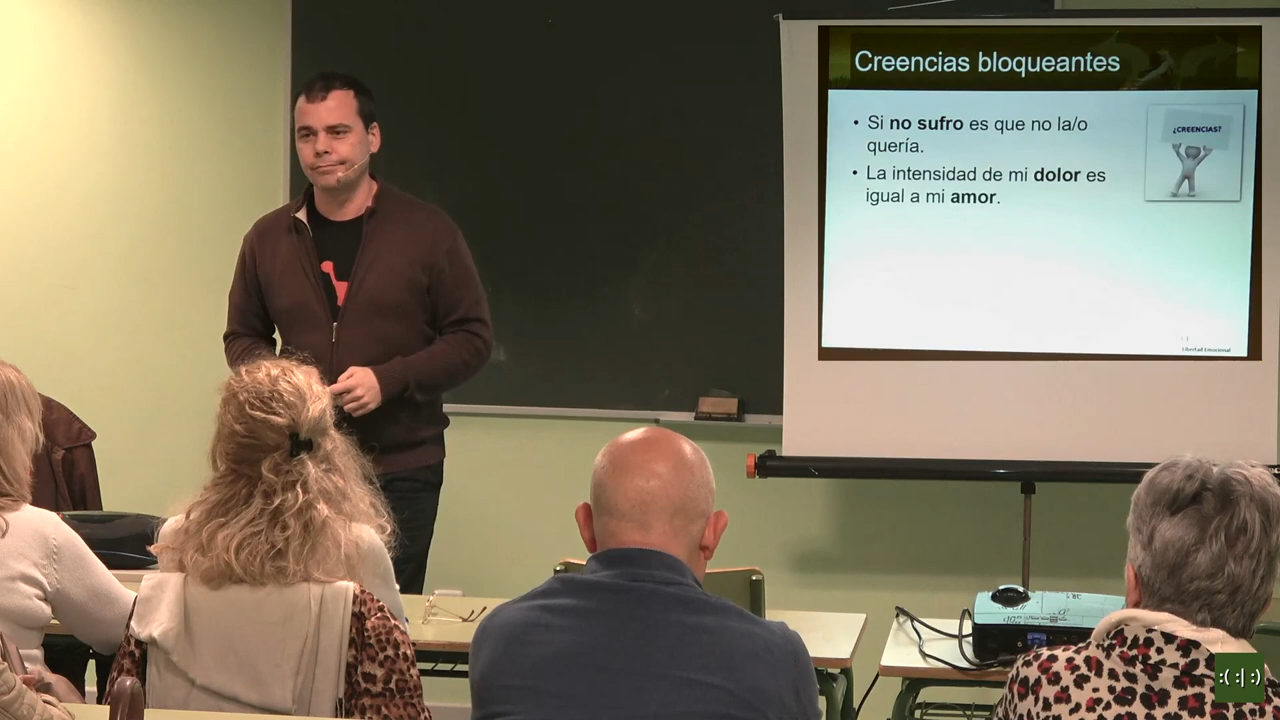 Creencias bloqueantes
• Si no sufro es que no la/o
quería.
• La intensidad de mi dolor es
igual a mi amor.
¿CREENCIAS?
Libertad Emocional
:( :| :)